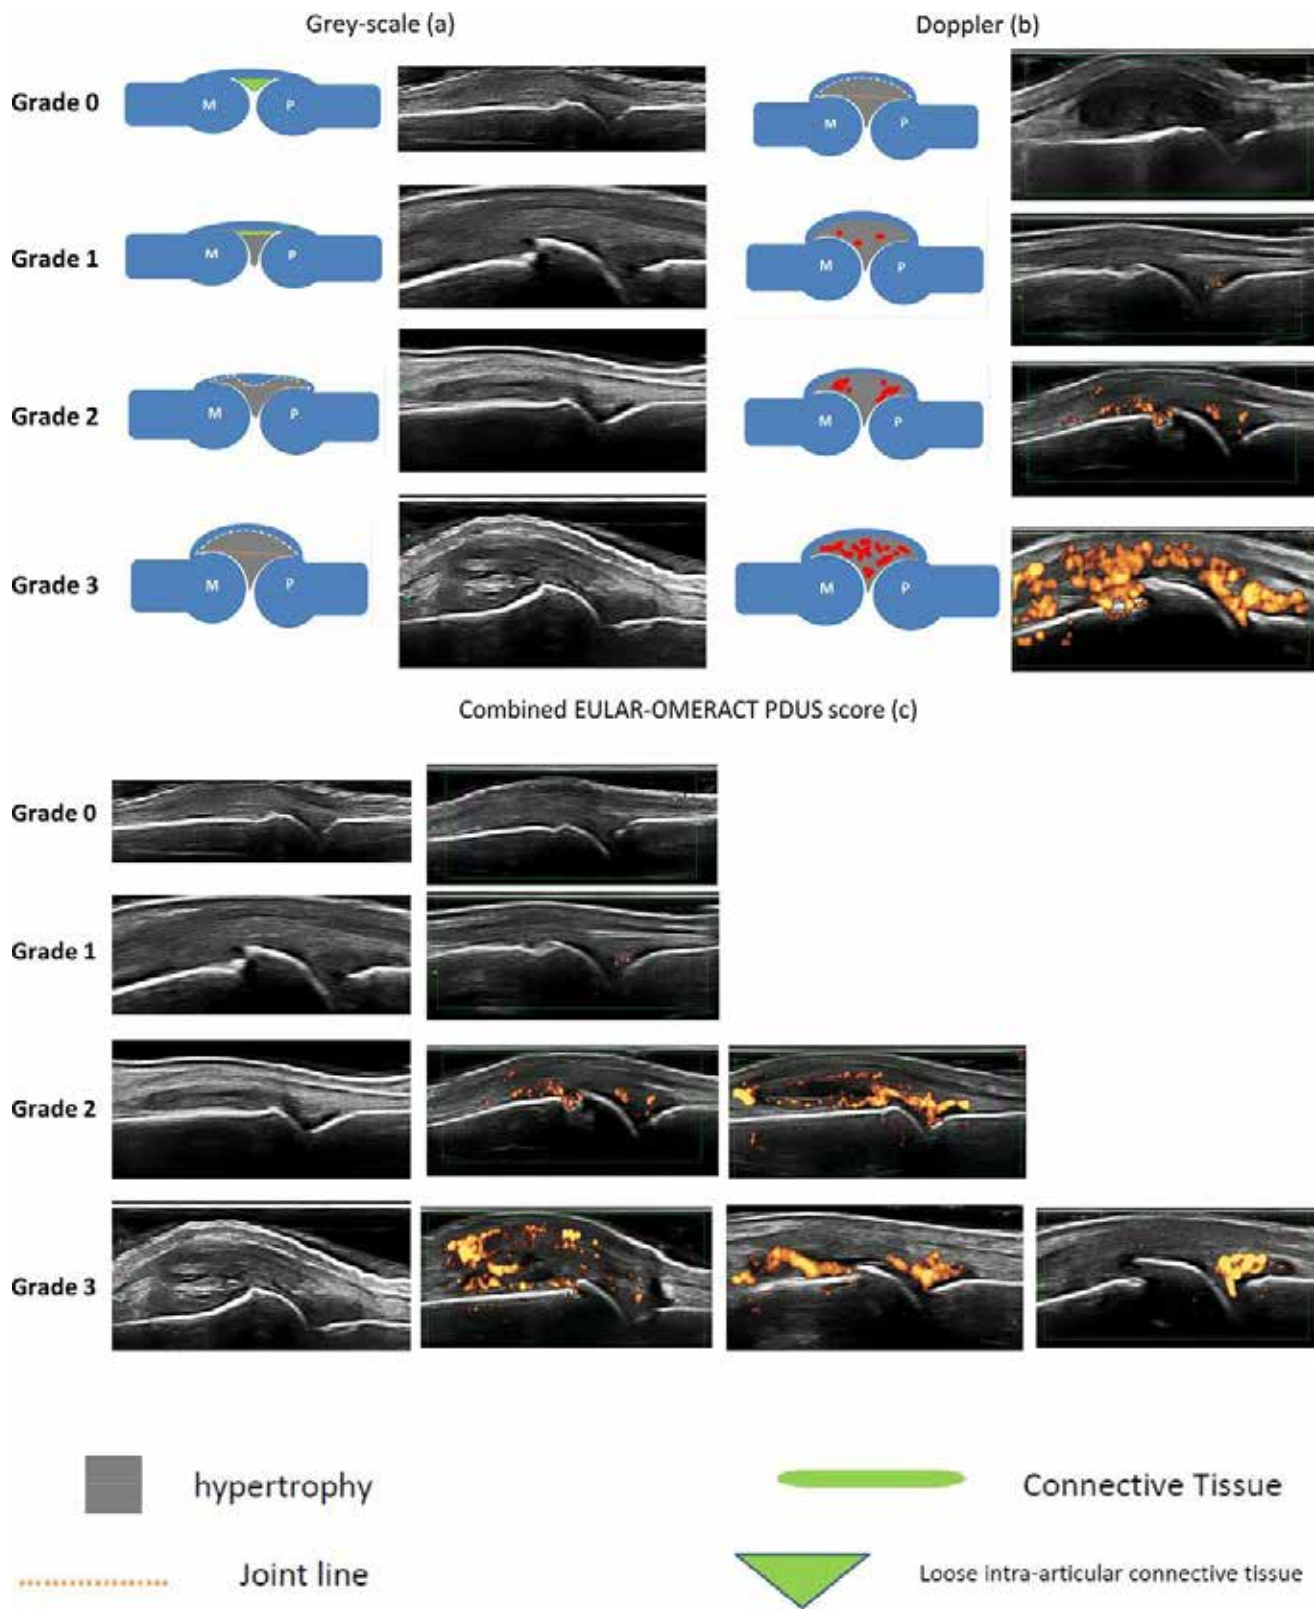 Grey-scale (a)
Doppler (b)
Grade 0
M P
M P
Grade 1
M P
M P
Grade 2
M P
M P
Grade 3
M P
M P
Combined EULAR-OMERACT PDUS score (c)
Grade 0
Grade 1
Grade 2
Grade 3
hypertrophy
Connective Tissue
Joint line
Loose intra-articular connective tissue